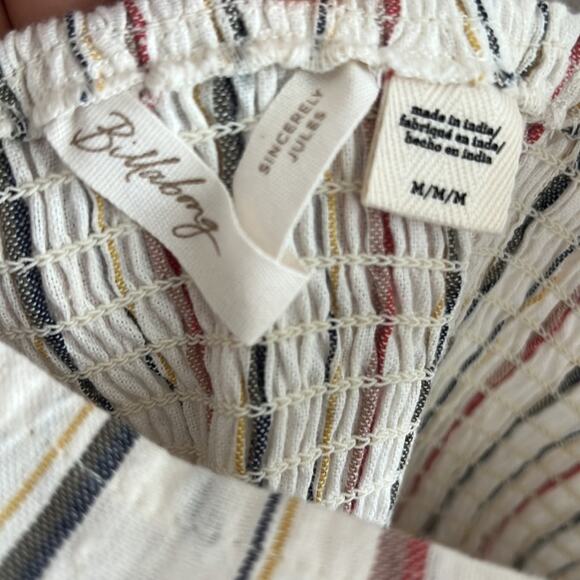 Billabong
SINCERELY
JULES
made in india/
fabriqué en inde/
hecho en india
M/M/M